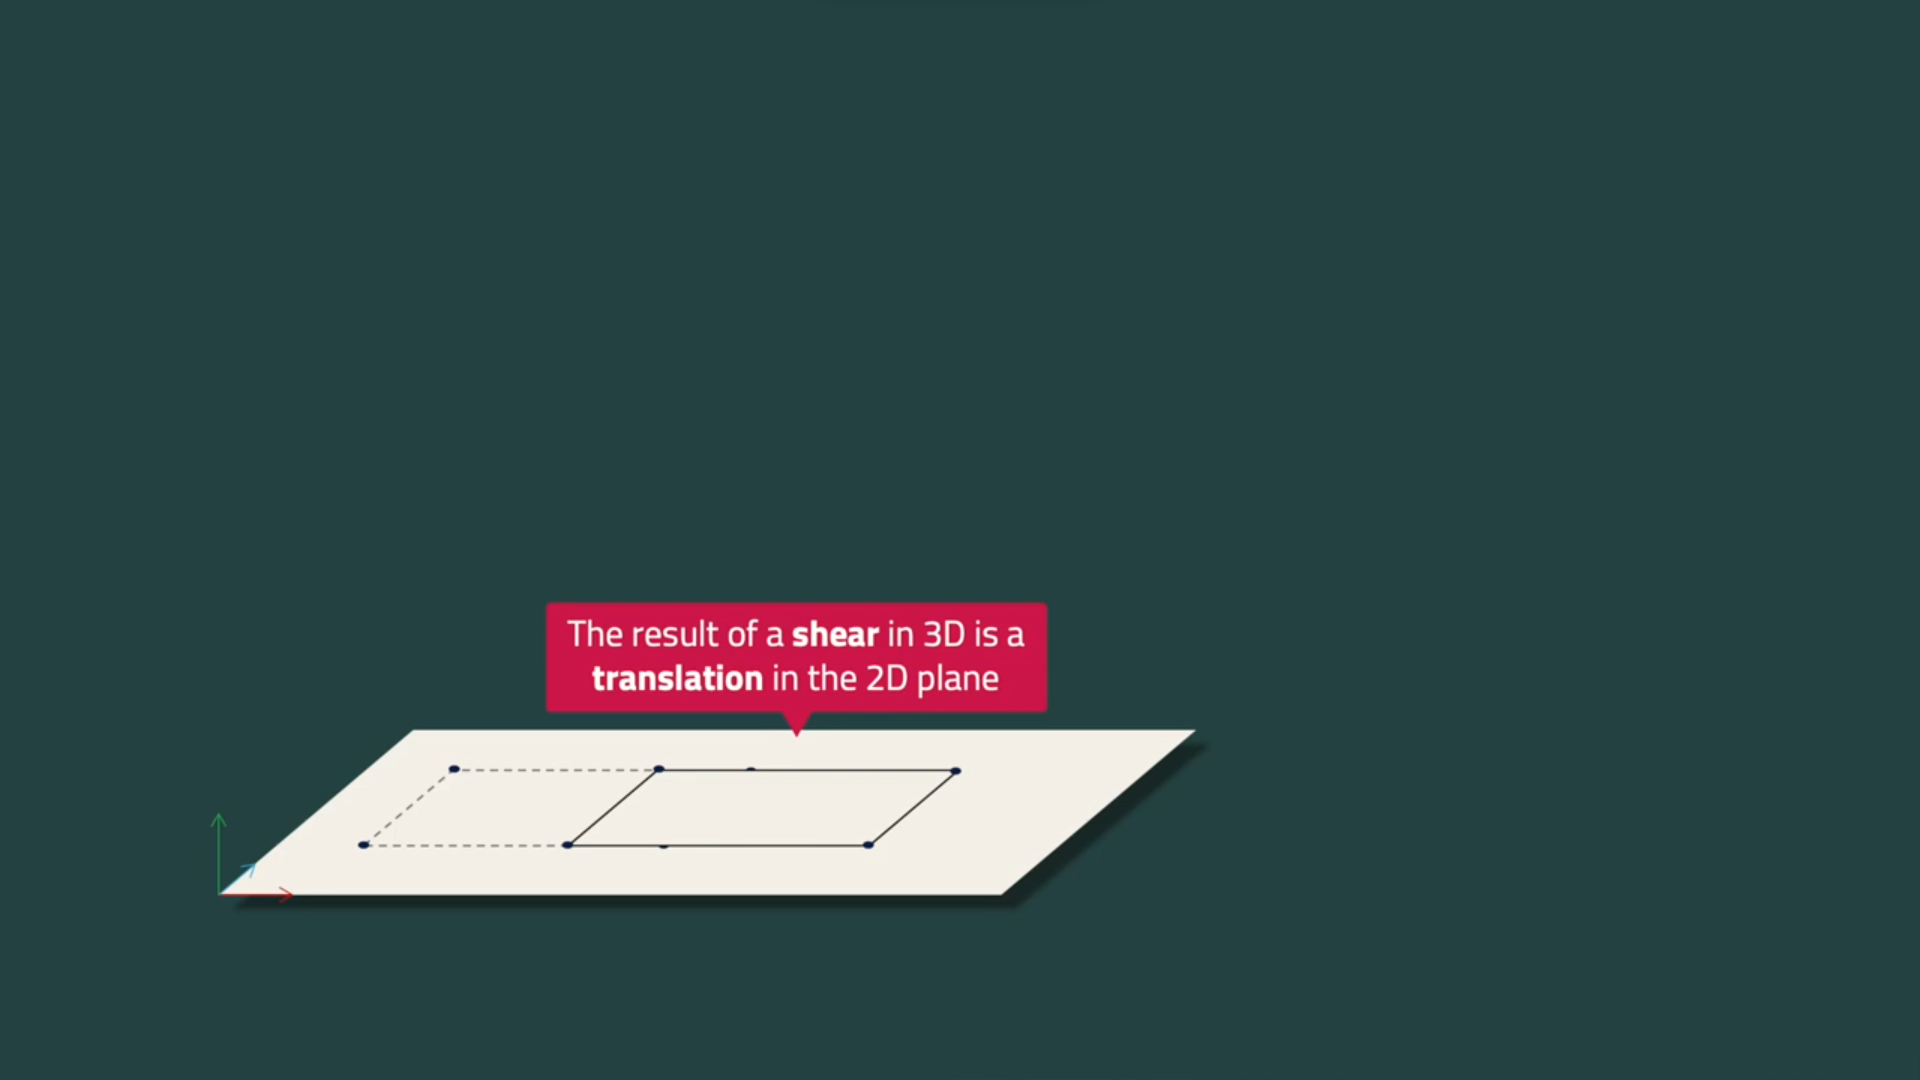 The result of a shear in 3D is a
translation in the 2D plane